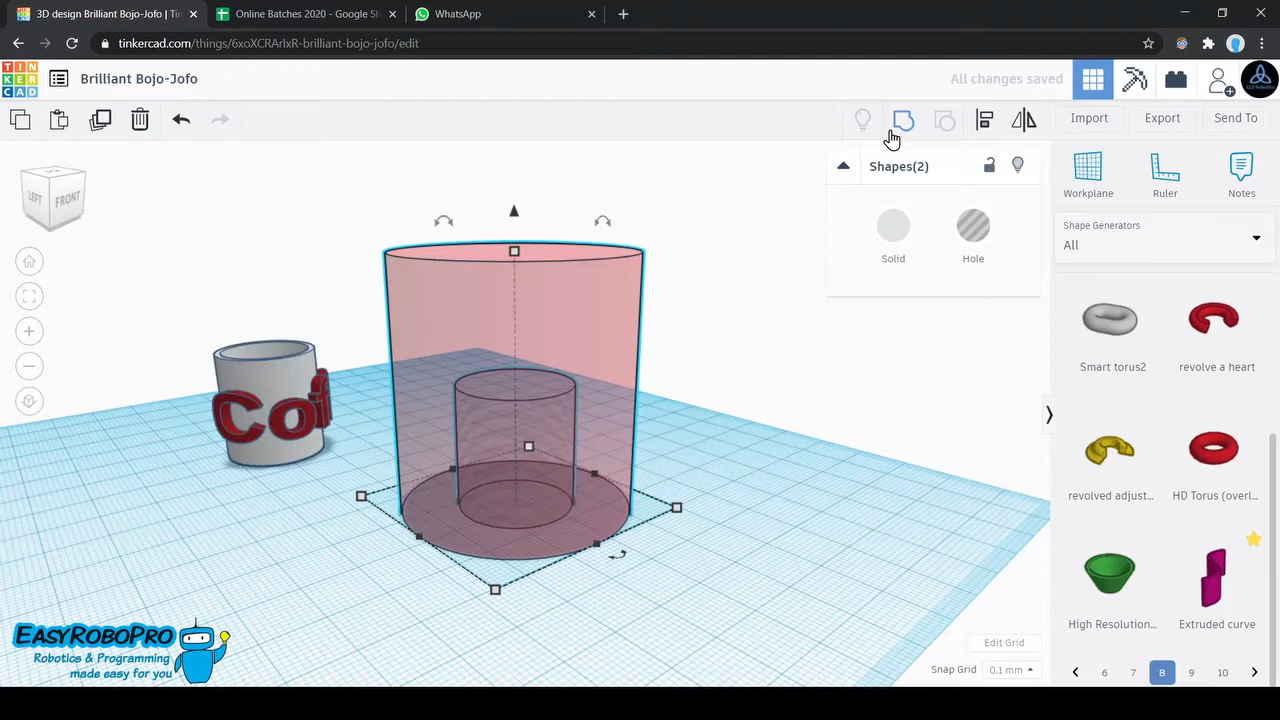 3D design Brilliant Bojo-Jofo | Tin
Online Batches 2020 - Google Sh
WhatsApp
tinkercad.com/things/6xoXCRArlxR-brilliant-bojo-jofo/edit
TIN
KER
CAD
Brilliant Bojo-Jofo
All changes saved
Import
Export
Send To
Shapes(2)
Solid
Hole
Workplane
Ruler
Notes
Shape Generators
All
LEFT
FRONT
Smart torus2
revolve a heart
Cof
revolved adjust...
HD Torus (overl...
High Resolution...
Extruded curve
EasyRoboPro
Robotics & Programming
made easy for you
Edit Grid
Snap Grid
0.1 mm
6
7
8
9
10